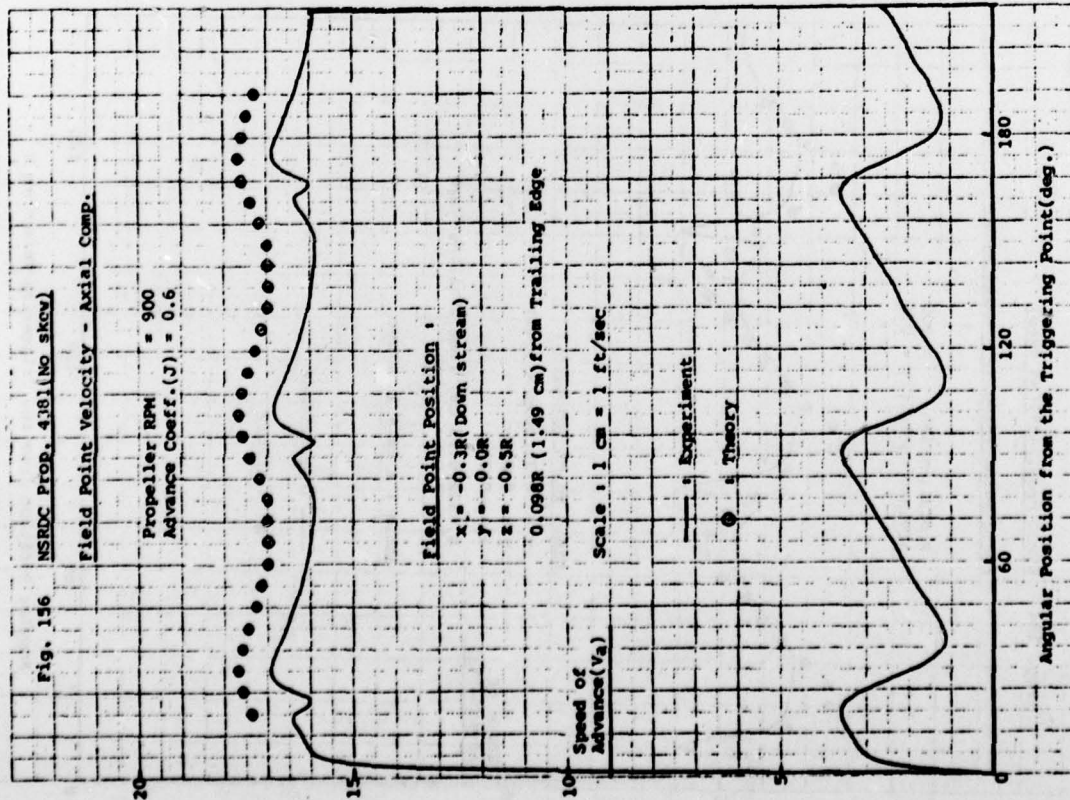 Fig. 156
NSRDC Prop. 4381(No skew)
Field Point Velocity - Axial Comp.
Propeller RPM = 900
Advance Coeff.(J) = 0.6
Field Point Position :
x = -0.3R(Down stream)
y = -0.0R
z = -0.5R
0.098R (1.49 cm)from Trailing Edge
Scale : 1 cm = 1 ft/sec
Speed of
Advance(Va)
: Experiment
: Theory
20
15
10
5
0
60
120
180
Angular Position from the Triggering Point(deg.)